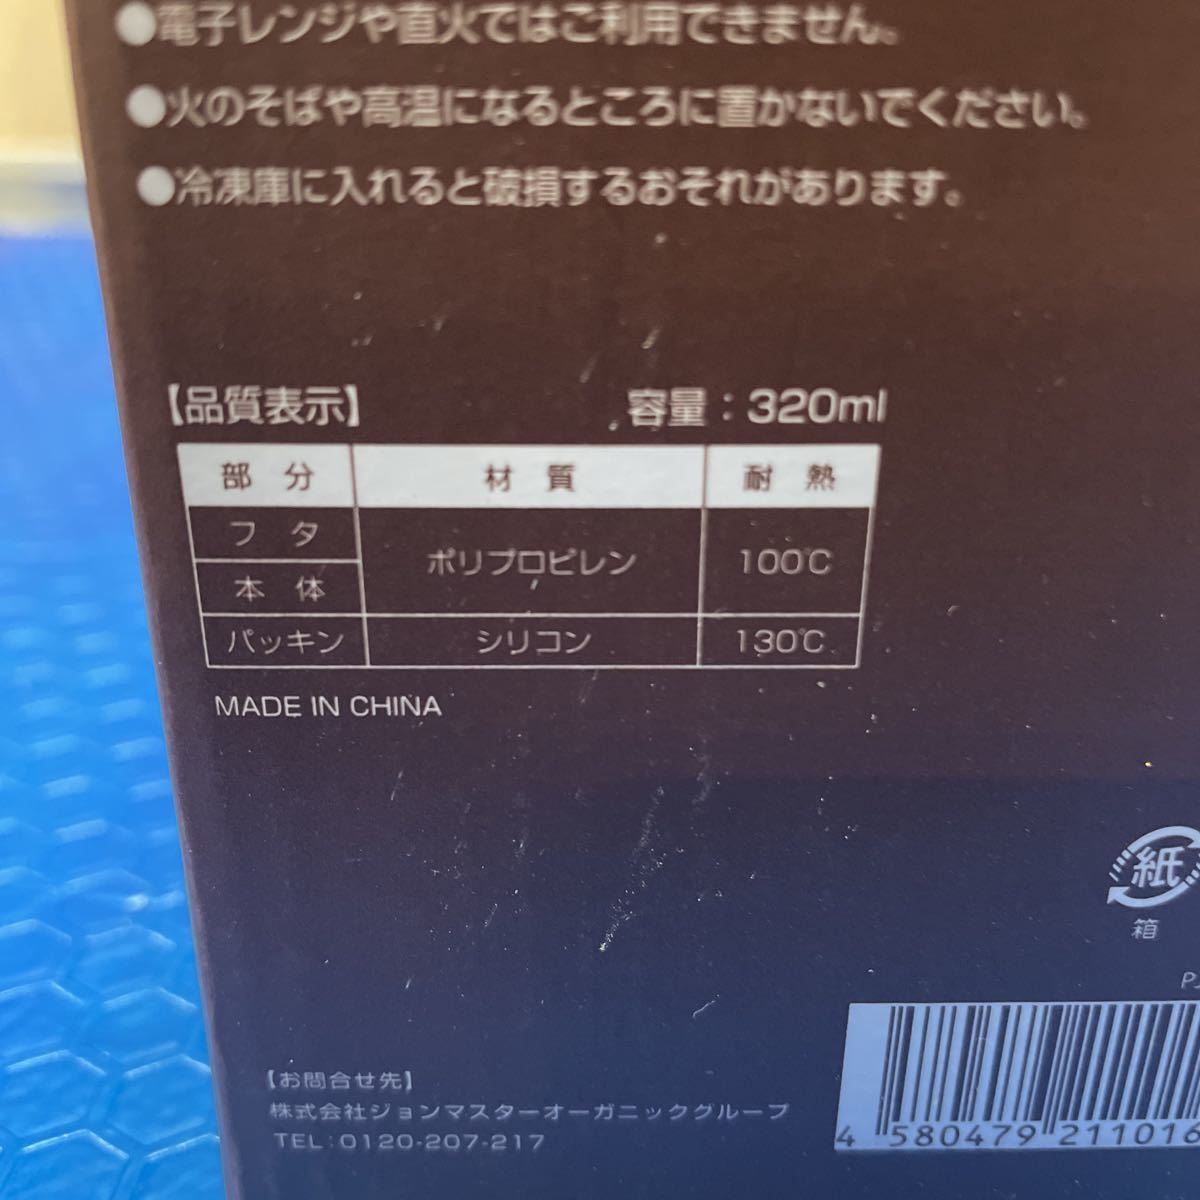 ●電子レンジや直火ではご利用できません。
●火のそばや高温になるところに置かないでください。
●冷凍庫に入れると破損するおそれがあります。
【品質表示】 容量：320ml
部分 材質 耐熱
フタ
ポリプロピレン 100℃
本体
パッキン シリコン 130℃
MADE IN CHINA
紙
箱
【お問合せ先】
株式会社ジョンマスターオーガニックグループ
TEL:0120-207-217
4 580479 211016